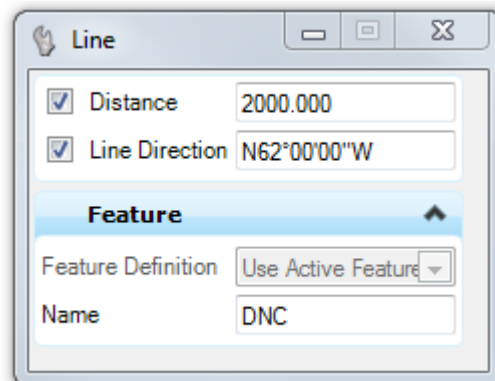 Line
Distance 2000.000
Line Direction N62°00'00"W
Feature
Feature Definition Use Active Feature
Name DNC